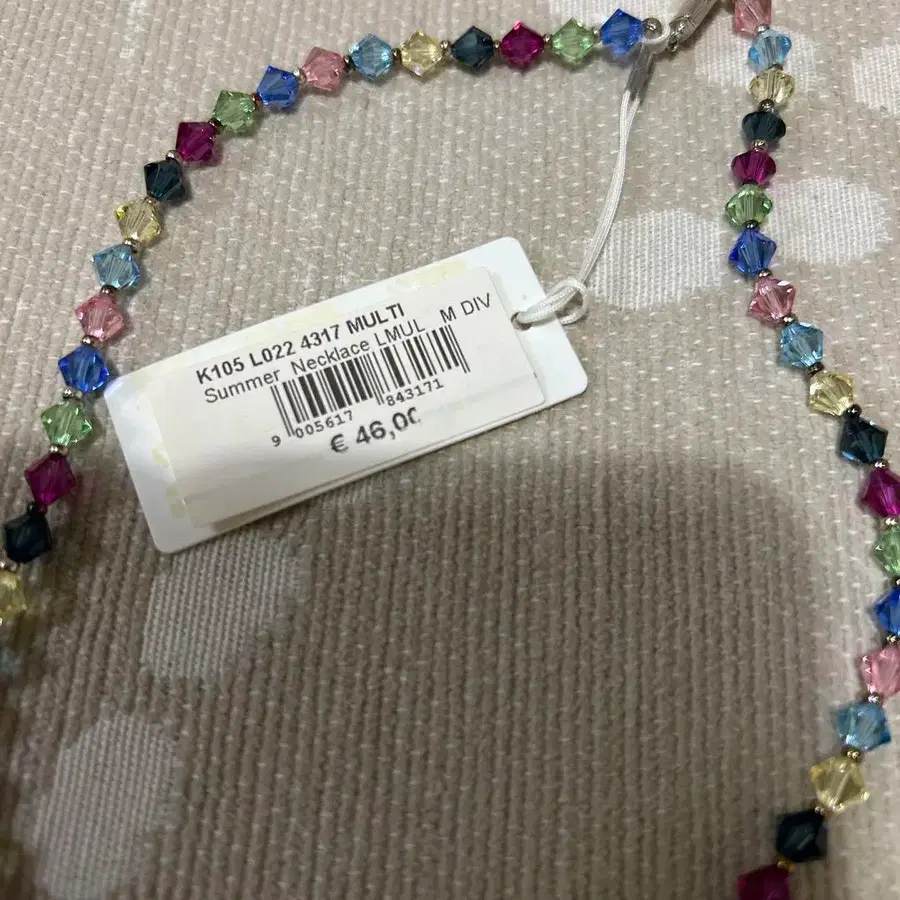 K105 L022 4317 MULTI
Summer Necklace LMUL M DIV
9 005617 843171
€ 46,00